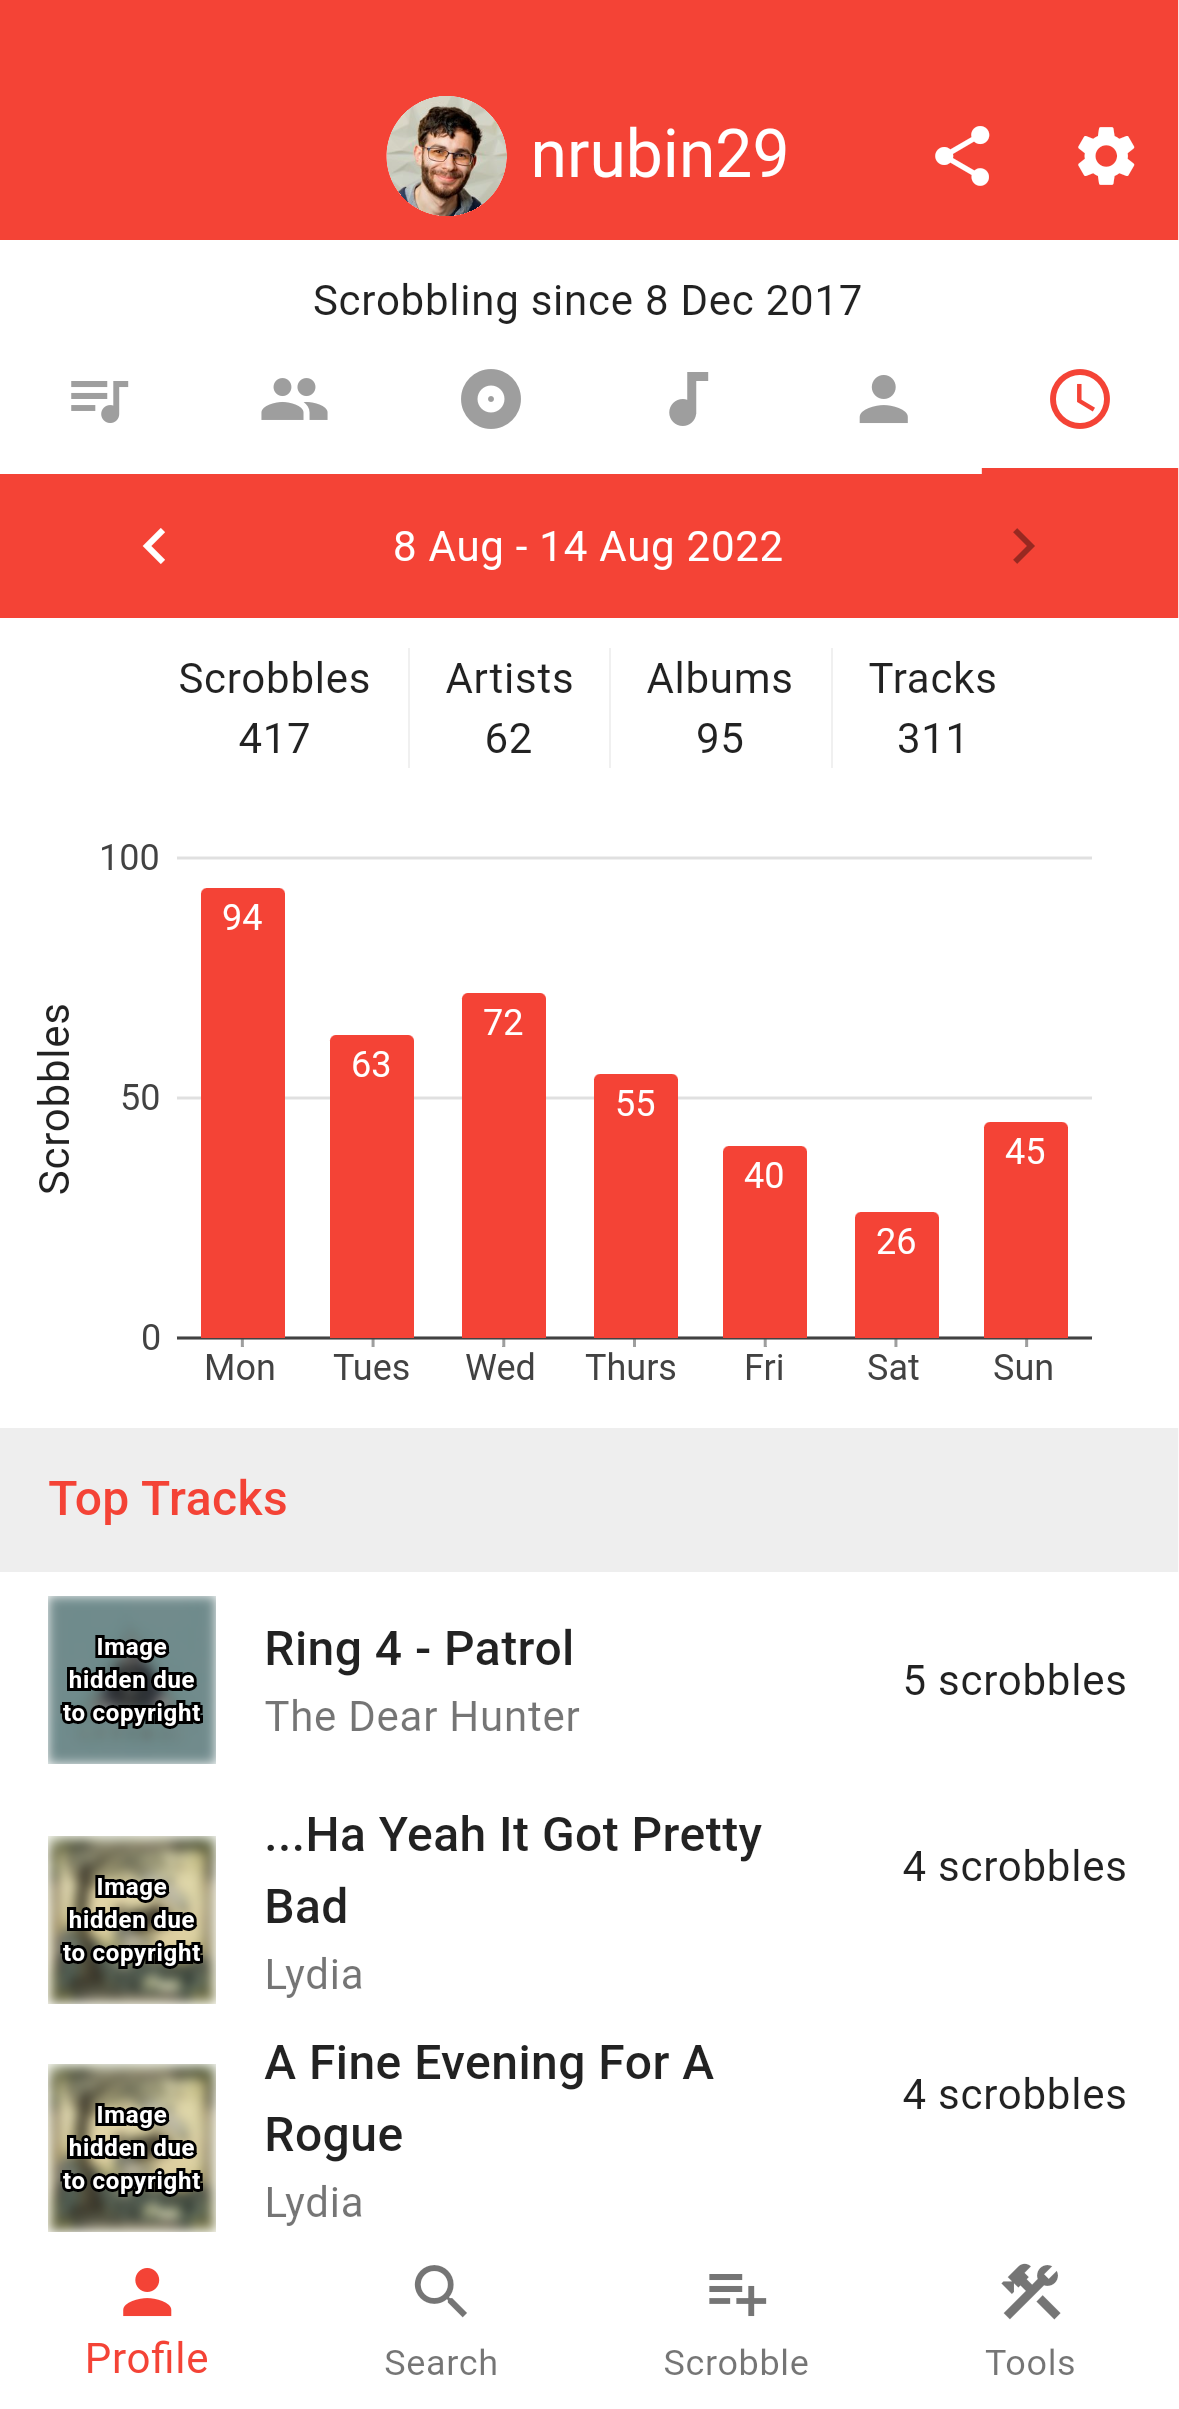 nrubin29
Scrobbling since 8 Dec 2017
8 Aug - 14 Aug 2022
Scrobbles Artists Albums Tracks
417 62 95 311
100
94
72
63
Scrobbles
50
55
45
40
26
0
Mon Tues Wed Thurs Fri Sat Sun
Top Tracks
Image
hidden due
to copyright
Ring 4 - Patrol
The Dear Hunter
5 scrobbles
Image
hidden due
to copyright
...Ha Yeah It Got Pretty
Bad
Lydia
4 scrobbles
Image
hidden due
to copyright
A Fine Evening For A
Rogue
Lydia
4 scrobbles
Profile Search Scrobble Tools